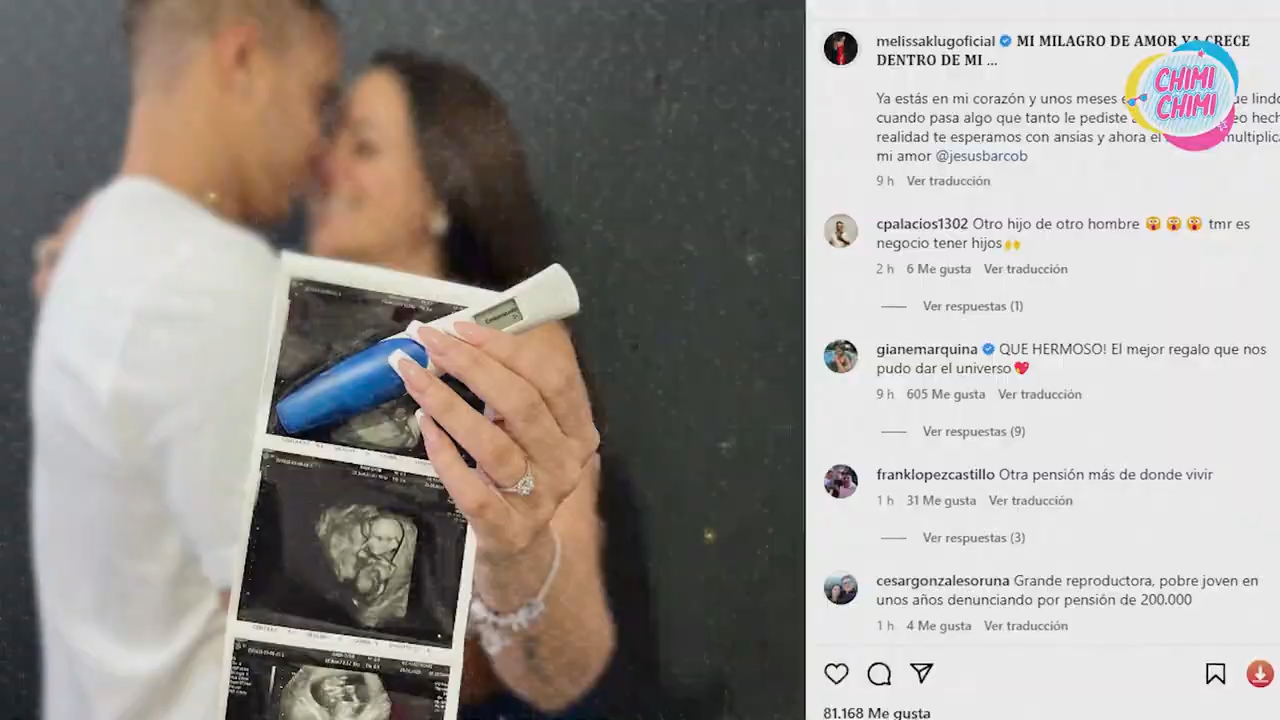 melissaklugoficial MI MILAGRO DE AMOR YA CRECE
DENTRO DE MI ...
Ya estás en mi corazón y unos meses
cuando pasa algo que tanto le pediste hech
realidad te esperamos con ansias y ahora el multiplica
mi amor @jesusbarcob
9 h Ver traducción
cpalacios1302 Otro hijo de otro hombre 😱😱😱 tmr es
negocio tener hijos🙌
2 h 6 Me gusta Ver traducción
Ver respuestas (1)
gianemarquina QUE HERMOSO! El mejor regalo que nos
pudo dar el universo💖
9 h 605 Me gusta Ver traducción
Ver respuestas (9)
franklopezcastillo Otra pensión más de donde vivir
1 h 31 Me gusta Ver traducción
Ver respuestas (3)
cesargonzalesoruna Grande reproductora, pobre joven en
unos años denunciando por pensión de 200.000
1 h 4 Me gusta Ver traducción
81.168 Me gusta
CHIMI
CHIMI